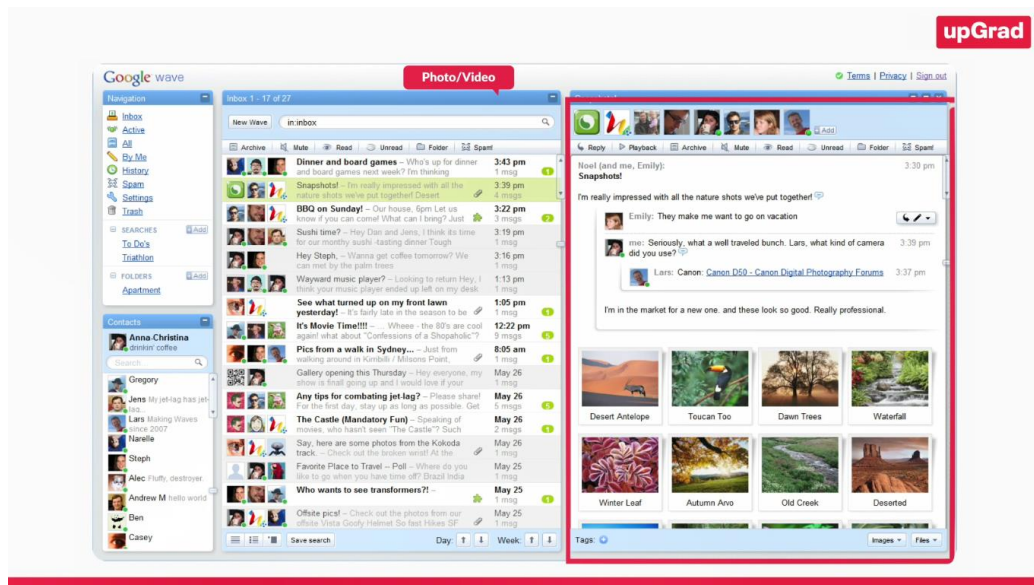 upGrad
Google wave
Photo/Video
Terms | Privacy | Sign out
Navigation
Inbox
Active
All
By Me
History
Spam
Settings
Trash
SEARCHES Add
To Do's
Triathlon
FOLDERS Add
Apartment
Contacts
Anna-Christina
drinkin' coffee
Search...
Gregory
Jens My jet-lag has jet-lag...
Lars Making Waves
since 2007
Narelle
Steph
Alec Fluffy, destroyer
Andrew M hello world
Ben
Casey
Inbox 1 - 17 of 27
New Wave in:inbox
Archive Mute Read Unread Folder Spam!
Dinner and board games – Who's up for dinner 3:43 pm
and board games next week? I'm thinking 1 msg 1
Snapshots! – I'm really impressed with all the 3:39 pm
nature shots we've put together! Desert 4 msgs
BBQ on Sunday! – Our house, 6pm Let us 3:22 pm
know if you can come! What can I bring? Just 3 msgs 2
Sushi time? – Hey Dan and Jens, I think its time 3:19 pm
for our monthy sushi -tasting dinner Tough 1 msg
Hey Steph, – Wanna get coffee tomorrow? We 3:16 pm
can met by the palm trees 1 msg
Wayward music player? – Looking to return Hey, I 1:13 pm
think your music player ended up left on my desk 1 msg
See what turned up on my front lawn 1:05 pm
yesterday! – It's fairly late in the season to be 1 msg 1
It's Movie Time!!!! – ... Wheee - the 80's are cool 12:22 pm
again! what about "Confessions of a Shopaholic"? 9 msgs
Pics from a walk in Sydney... – Just from 8:05 am
walking around in Kirribilli / Milsons Point, 1 msg 1
Gallery opening this Thursday – Hey everyone, my May 26
show is finall going up and I would love if your 1 msg
Any tips for combating jet-lag? – Please share! May 26
For the first day, stay up as long as possible. Get 5 msgs
The Castle (Mandatory Fun) – Speaking of May 26
movies, who hasn't seen "The Castle"? Such 2 msgs 1
Say, here are some photos from the Kokoda May 26
track. – Check out the broken wrist! At the 1 msg
Favorite Place to Travel – Poll – Where do you May 25
like to go when you have time off? Brazil India 1 msg
Who wants to see transformers?! – May 25
1 msg 1
Offsite pics! – Check out the photos from our May 25
offsite Vista Goofy Helmet So fast Hikes SF 1 msg
Save search Day: Week:
Add
Reply Playback Archive Mute Read Unread Folder Spam!
Noel (and me, Emily): 3:30 pm
Snapshots!
I'm really impressed with all the nature shots we've put together!
Emily: They make me want to go on vacation
me: Seriously, what a well traveled bunch. Lars, what kind of camera 3:39 pm
did you use?
Lars: Canon: Canon D50 - Canon Digital Photography Forums 3:37 pm
I'm in the market for a new one. and these look so good. Really professional.
Desert Antelope Toucan Too Dawn Trees Waterfall
Winter Leaf Autumn Arvo Old Creek Deserted
Tags: Images Files